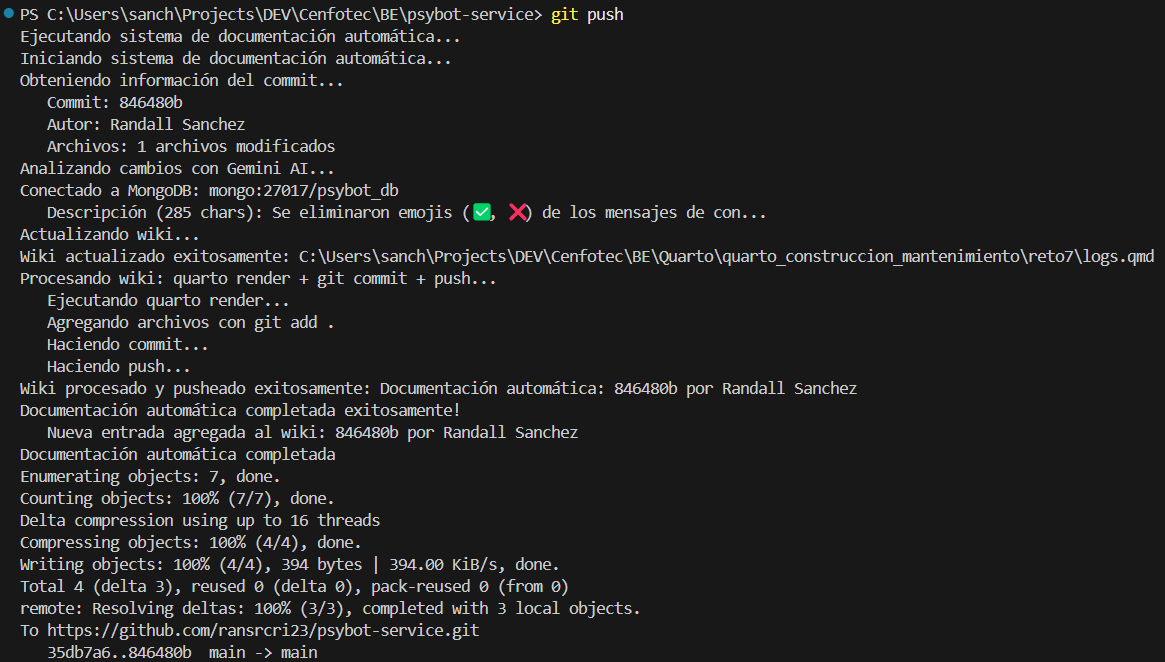 PS C:\Users\sanch\Projects\DEV\Cenfotec\BE\psybot-service> git push
Ejecutando sistema de documentación automática...
Iniciando sistema de documentación automática...
Obteniendo información del commit...
Commit: 846480b
Autor: Randall Sanchez
Archivos: 1 archivos modificados
Analizando cambios con Gemini AI...
Conectado a MongoDB: mongo:27017/psybot_db
Descripción (285 chars): Se eliminaron emojis (✅, ❌) de los mensajes de con...
Actualizando wiki...
Wiki actualizado exitosamente: C:\Users\sanch\Projects\DEV\Cenfotec\BE\Quarto\quarto_construccion_mantenimiento\reto7\logs.qmd
Procesando wiki: quarto render + git commit + push...
Ejecutando quarto render...
Agregando archivos con git add .
Haciendo commit...
Haciendo push...
Wiki procesado y pusheado exitosamente: Documentación automática: 846480b por Randall Sanchez
Documentación automática completada exitosamente!
Nueva entrada agregada al wiki: 846480b por Randall Sanchez
Documentación automática completada
Enumerating objects: 7, done.
Counting objects: 100% (7/7), done.
Delta compression using up to 16 threads
Compressing objects: 100% (4/4), done.
Writing objects: 100% (4/4), 394 bytes | 394.00 KiB/s, done.
Total 4 (delta 3), reused 0 (delta 0), pack-reused 0 (from 0)
remote: Resolving deltas: 100% (3/3), completed with 3 local objects.
To https://github.com/ransrcri23/psybot-service.git
35db7a6..846480b  main -> main